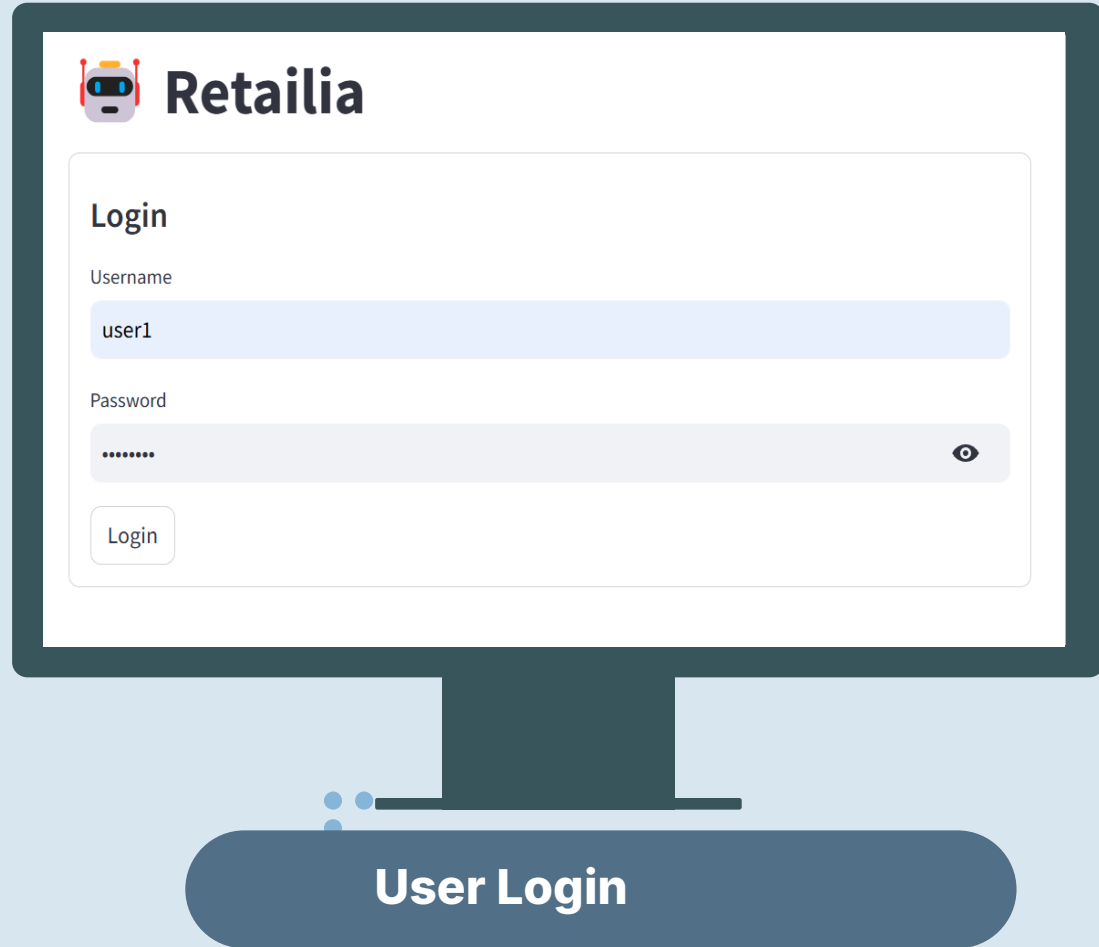 Retailia
Login
Username
user1
Password
••••••••
Login
User Login